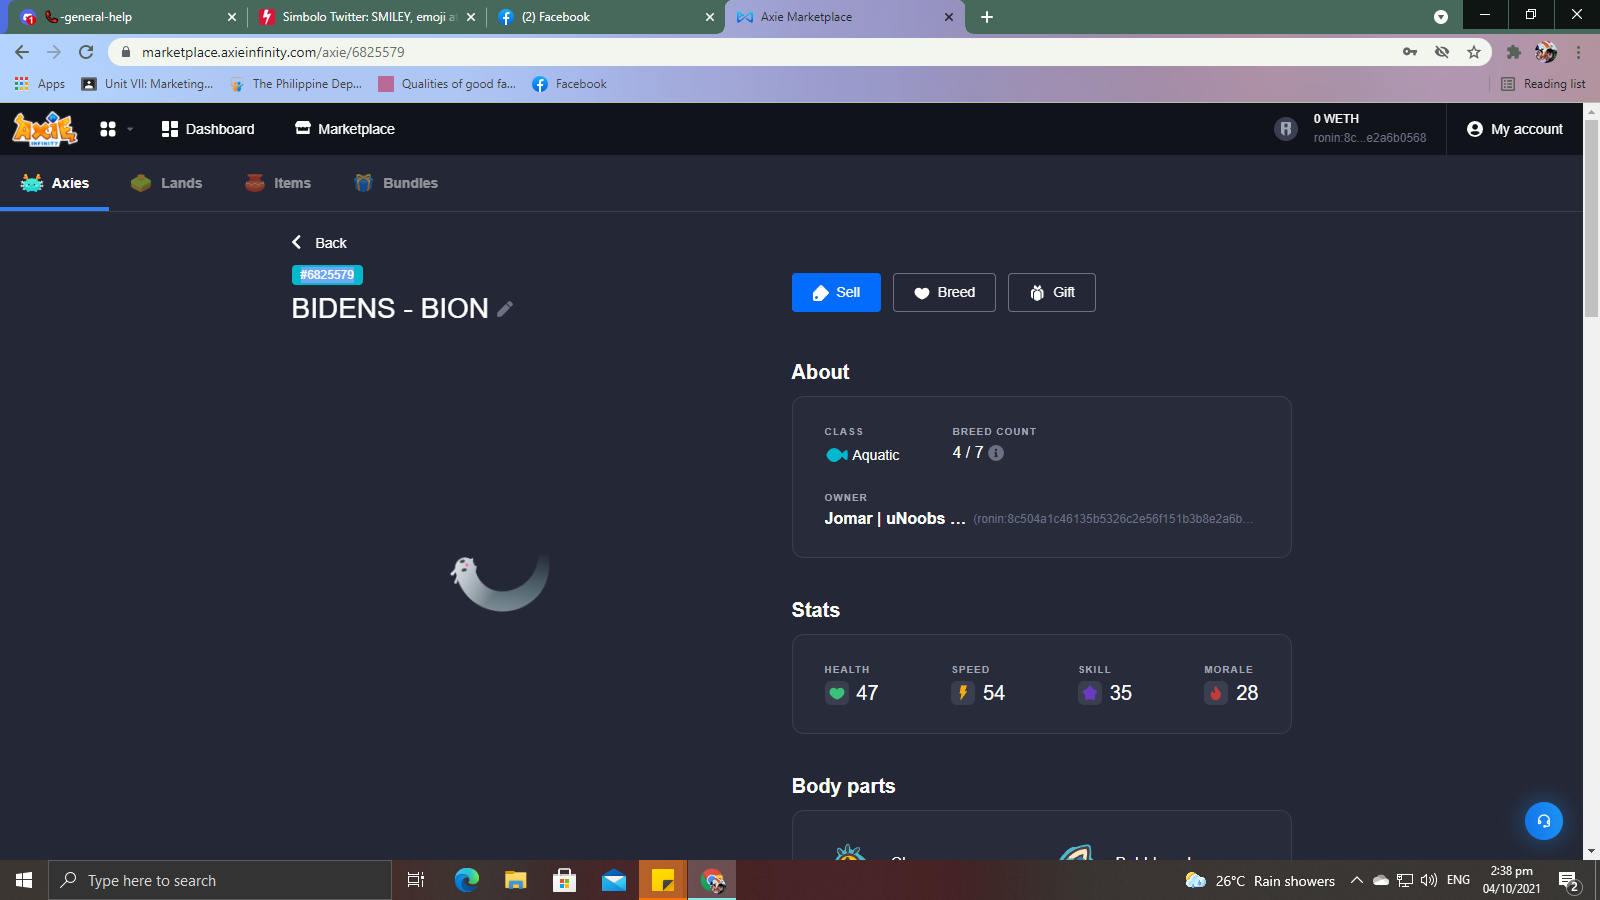 -general-help
Simbolo Twitter: SMILEY, emoji a
(2) Facebook
Axie Marketplace
marketplace.axieinfinity.com/axie/6825579
Apps
Unit VII: Marketing...
The Philippine Dep...
Qualities of good fa...
Facebook
Reading list
AXIE
INFINITY
Dashboard
Marketplace
0 WETH
ronin:8c...e2a6b0568
My account
Axies
Lands
Items
Bundles
Back
#6825579
BIDENS - BION
Sell
Breed
Gift
About
CLASS
BREED COUNT
Aquatic
4 / 7
OWNER
Jomar | uNoobs ...
(ronin:8c504a1c46135b5326c2e56f151b3b8e2a6b...
Stats
HEALTH
SPEED
SKILL
MORALE
47
54
35
28
Body parts
Type here to search
26°C Rain showers
ENG
2:38 pm
04/10/2021
2